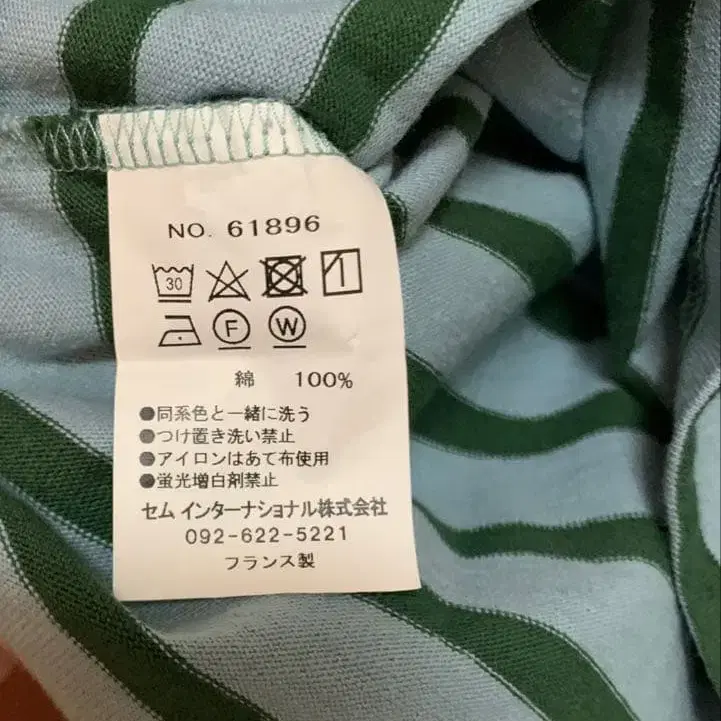 NO. 61896
30
F W
綿 100%
●同系色と一緒に洗う
●つけ置き洗い禁止
●アイロンはあて布使用
●蛍光増白剤禁止
セム インターナショナル株式会社
092-622-5221
フランス製